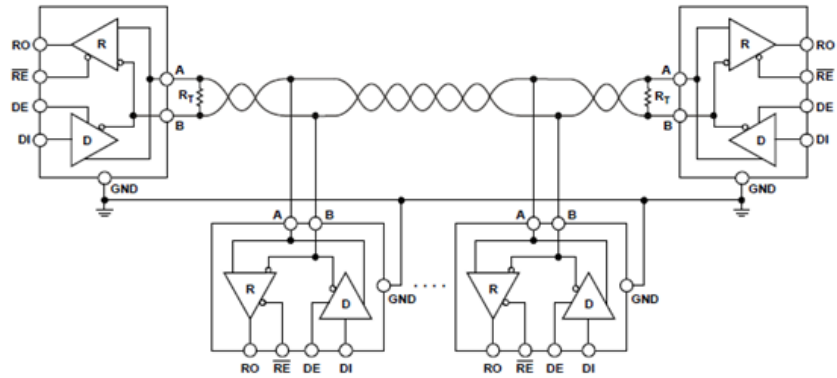 RO R A A R RO
RE RT RT RE
DE B B DE
DI D D DI
GND GND
A B A B
R D GND R D GND
RO RE DE DI RO RE DE DI